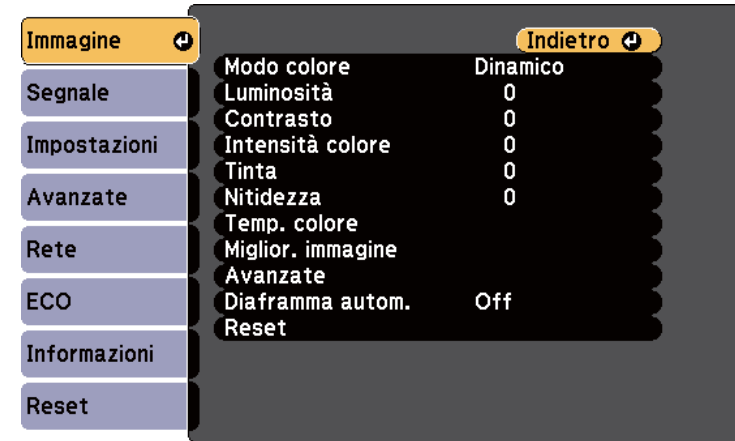 Immagine
Segnale
Impostazioni
Avanzate
Rete
ECO
Informazioni
Reset
Indietro
Modo colore Dinamico
Luminosità 0
Contrasto 0
Intensità colore 0
Tinta 0
Nitidezza 0
Temp. colore
Miglior. immagine
Avanzate
Diaframma autom. Off
Reset